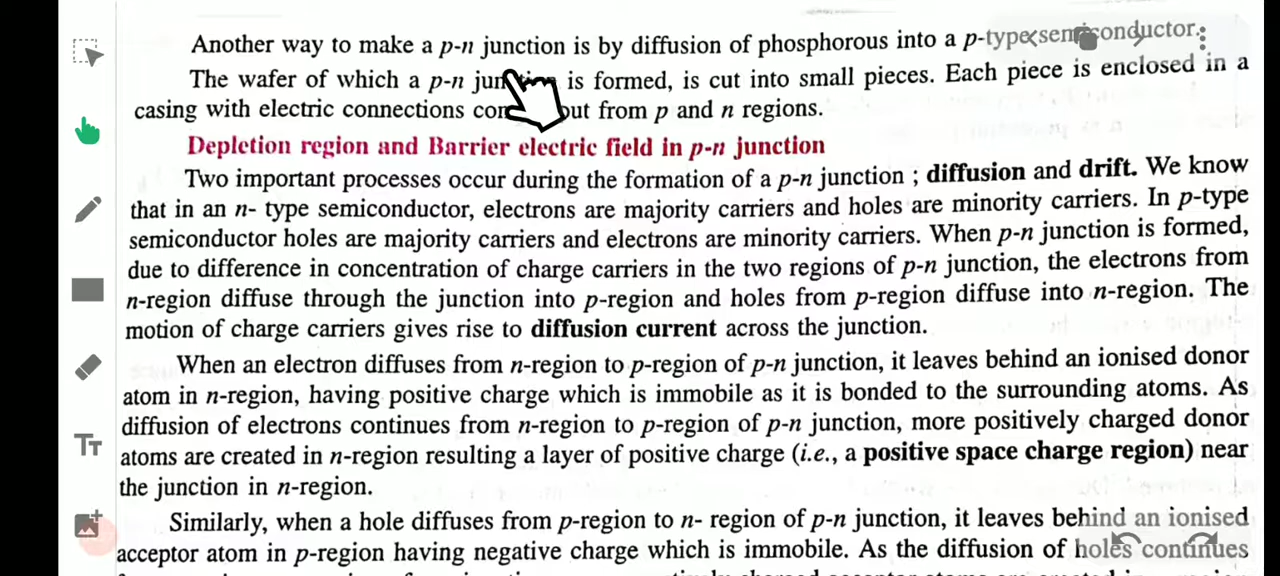 Another way to make a p-n junction is by diffusion of phosphorous into a p-type semiconductor.
The wafer of which a p-n is formed, is cut into small pieces. Each piece is enclosed in a
casing with electric connections out from p and n regions.
Depletion region and Barrier electric field in p-n junction
Two important processes occur during the formation of a p-n junction ; diffusion and drift. We know
that in an n- type semiconductor, electrons are majority carriers and holes are minority carriers. In p-type
semiconductor holes are majority carriers and electrons are minority carriers. When p-n junction is formed,
due to difference in concentration of charge carriers in the two regions of p-n junction, the electrons from
n-region diffuse through the junction into p-region and holes from p-region diffuse into n-region. The
motion of charge carriers gives rise to diffusion current across the junction.
When an electron diffuses from n-region to p-region of p-n junction, it leaves behind an ionised donor
atom in n-region, having positive charge which is immobile as it is bonded to the surrounding atoms. As
diffusion of electrons continues from n-region to p-region of p-n junction, more positively charged donor
atoms are created in n-region resulting a layer of positive charge (i.e., a positive space charge region) near
the junction in n-region.
Tт
Similarly, when a hole diffuses from p-region to n- region of p-n junction, it leaves behind an ionised
acceptor atom in p-region having negative charge which is immobile. As the diffusion of holes continues